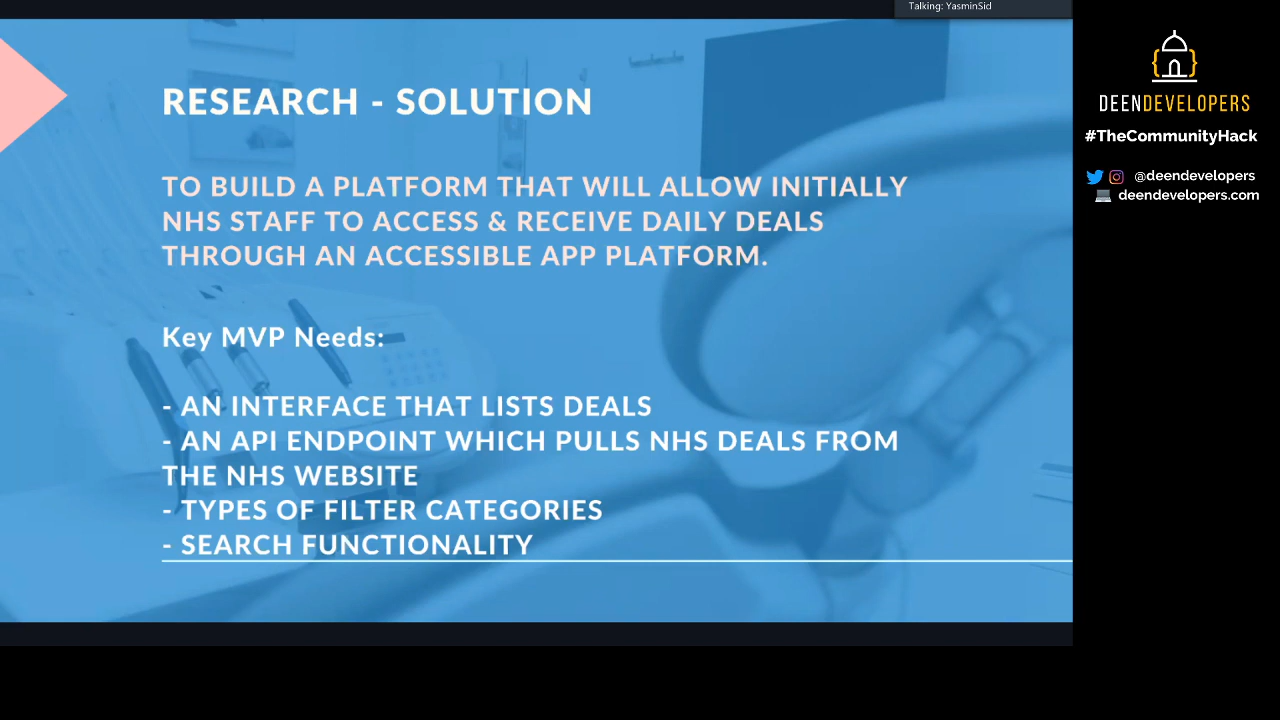 Talking: YasminSid
RESEARCH - SOLUTION
TO BUILD A PLATFORM THAT WILL ALLOW INITIALLY
NHS STAFF TO ACCESS & RECEIVE DAILY DEALS
THROUGH AN ACCESSIBLE APP PLATFORM.
Key MVP Needs:
- AN INTERFACE THAT LISTS DEALS
- AN API ENDPOINT WHICH PULLS NHS DEALS FROM
THE NHS WEBSITE
- TYPES OF FILTER CATEGORIES
- SEARCH FUNCTIONALITY
DEENDEVELOPERS
#TheCommunityHack
@deendevelopers
deendevelopers.com